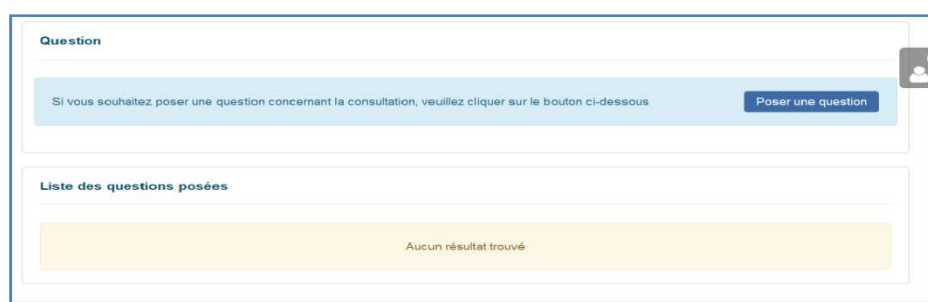 Question
Si vous souhaitez poser une question concernant la consultation, veuillez cliquer sur le bouton ci-dessous
Poser une question
Liste des questions posées
Aucun résultat trouvé